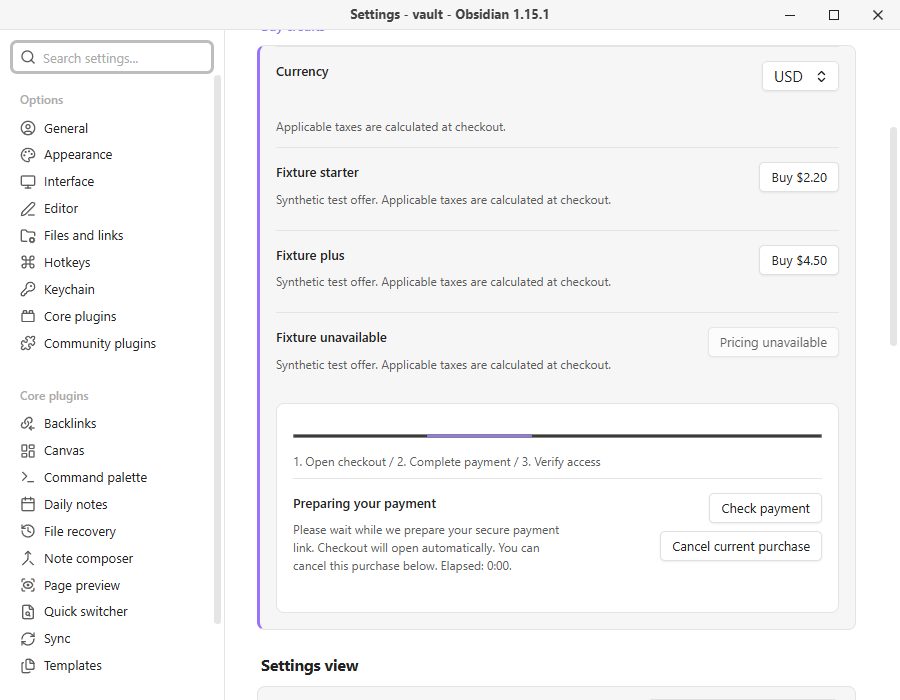 Settings - vault - Obsidian 1.15.1
Search settings...
Options
General
Appearance
Interface
Editor
Files and links
Hotkeys
Keychain
Core plugins
Community plugins
Core plugins
Backlinks
Canvas
Command palette
Daily notes
File recovery
Note composer
Page preview
Quick switcher
Sync
Templates
Currency
USD
Applicable taxes are calculated at checkout.
Fixture starter
Buy $2.20
Synthetic test offer. Applicable taxes are calculated at checkout.
Fixture plus
Buy $4.50
Synthetic test offer. Applicable taxes are calculated at checkout.
Fixture unavailable
Pricing unavailable
Synthetic test offer. Applicable taxes are calculated at checkout.
1. Open checkout / 2. Complete payment / 3. Verify access
Preparing your payment
Check payment
Please wait while we prepare your secure payment
link. Checkout will open automatically. You can
cancel this purchase below. Elapsed: 0:00.
Cancel current purchase
Settings view